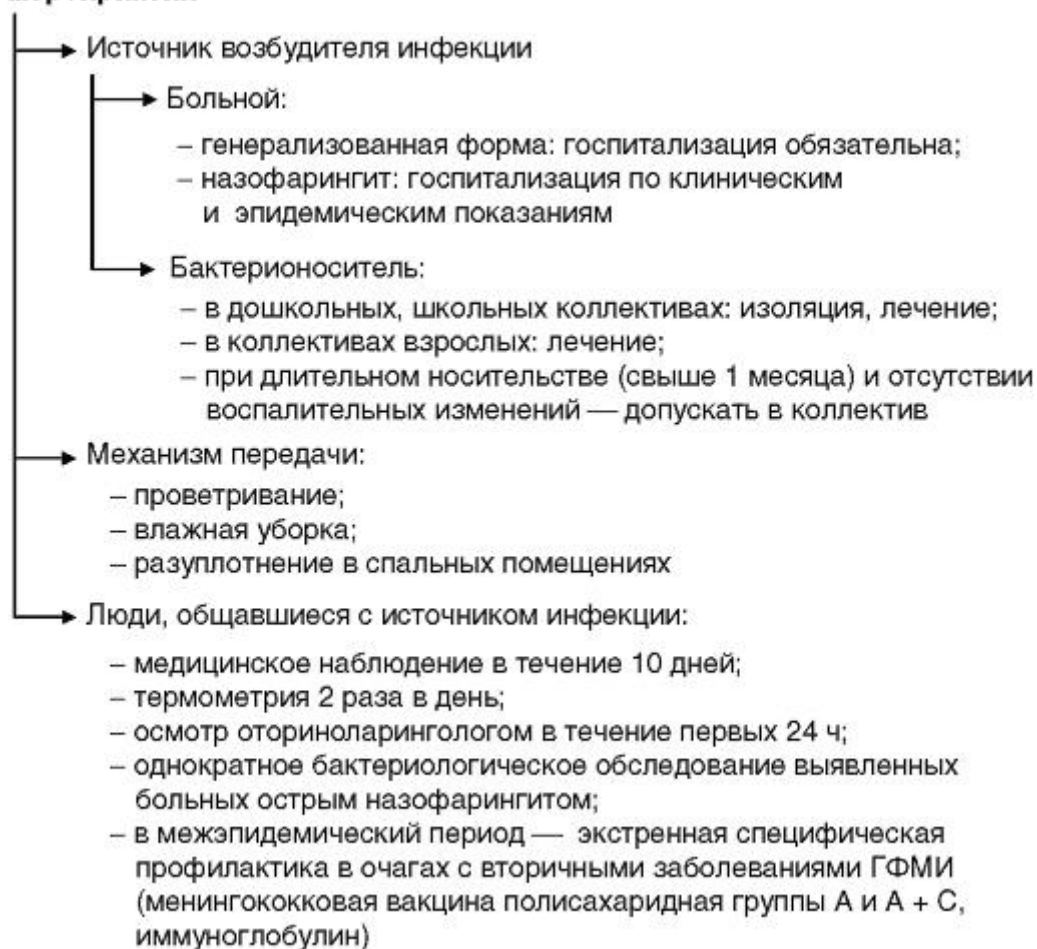 Источник возбудителя инфекции
Больной:
– генерализованная форма: госпитализация обязательна;
– назофарингит: госпитализация по клиническим
и эпидемическим показаниям
Бактерионоситель:
– в дошкольных, школьных коллективах: изоляция, лечение;
– в коллективах взрослых: лечение;
– при длительном носительстве (свыше 1 месяца) и отсутствии
воспалительных изменений — допускать в коллектив
Механизм передачи:
– проветривание;
– влажная уборка;
– разуплотнение в спальных помещениях
Люди, общавшиеся с источником инфекции:
– медицинское наблюдение в течение 10 дней;
– термометрия 2 раза в день;
– осмотр оториноларингологом в течение первых 24 ч;
– однократное бактериологическое обследование выявленных
больных острым назофарингитом;
– в межэпидемический период — экстренная специфическая
профилактика в очагах с вторичными заболеваниями ГФМИ
(менингококковая вакцина полисахаридная группы А и А + С,
иммуноглобулин)